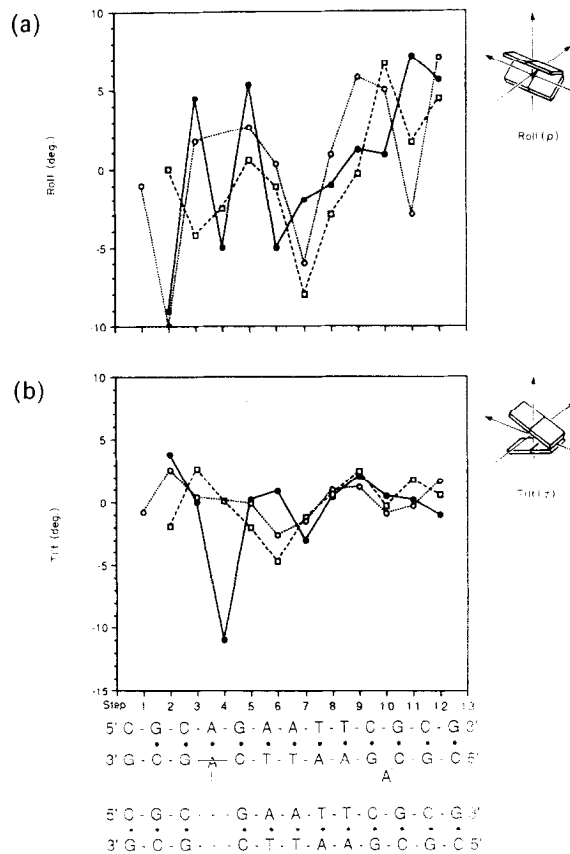 (a)
10
5
0
-5
-10
Roll (deg.)
Roll (ρ)
(b)
10
5
0
-5
-10
-15
Tilt (deg.)
Step 1 2 3 4 5 6 7 8 9 10 11 12 13
5' C - G - C - A - G - A - A - T - T - C - G - C - G 3'
3' G - C - G - A - C - T - T - A - A - G - C - G - C 5'
A
5' C - G - C - - - G - A - A - T - T - C - G - C - G 3'
3' G - C - G - - - C - T - T - A - A - G - C - G - C 5'